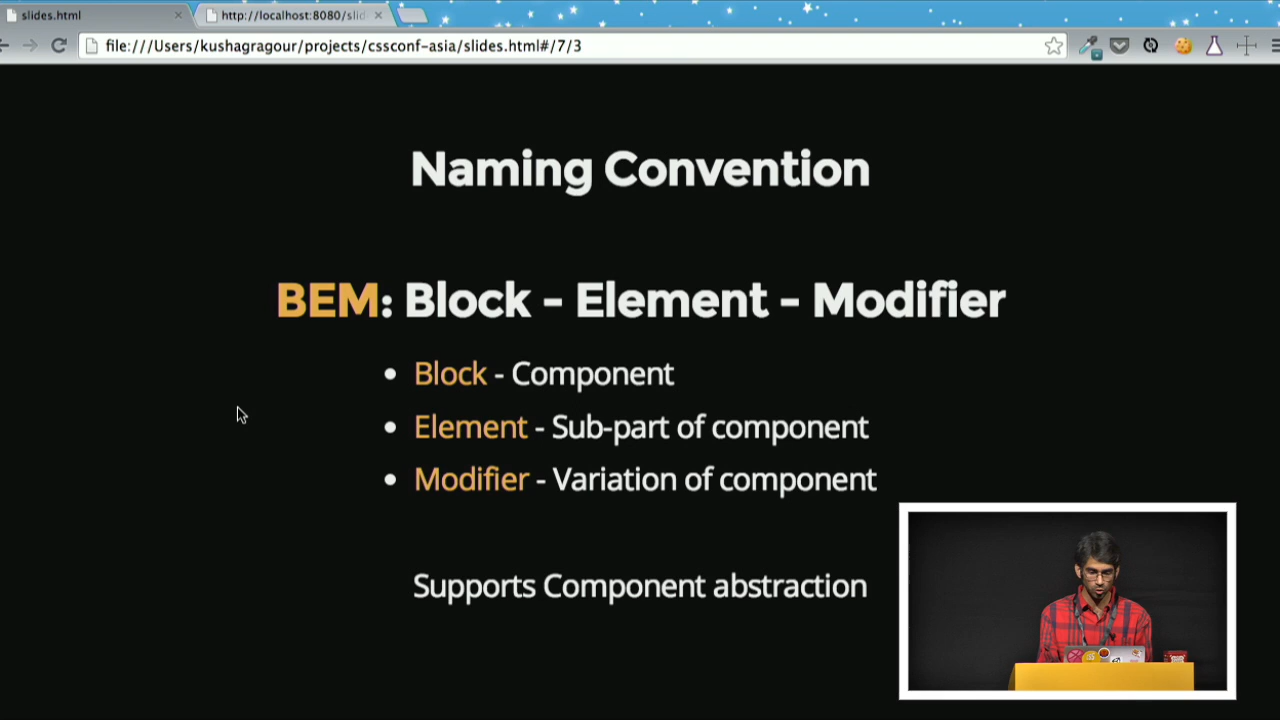 slides.html
http://localhost:8080/slid
file:///Users/kushagragour/projects/cssconf-asia/slides.html#/7/3
Naming Convention
BEM: Block - Element - Modifier
Block - Component
Element - Sub-part of component
Modifier - Variation of component
Supports Component abstraction